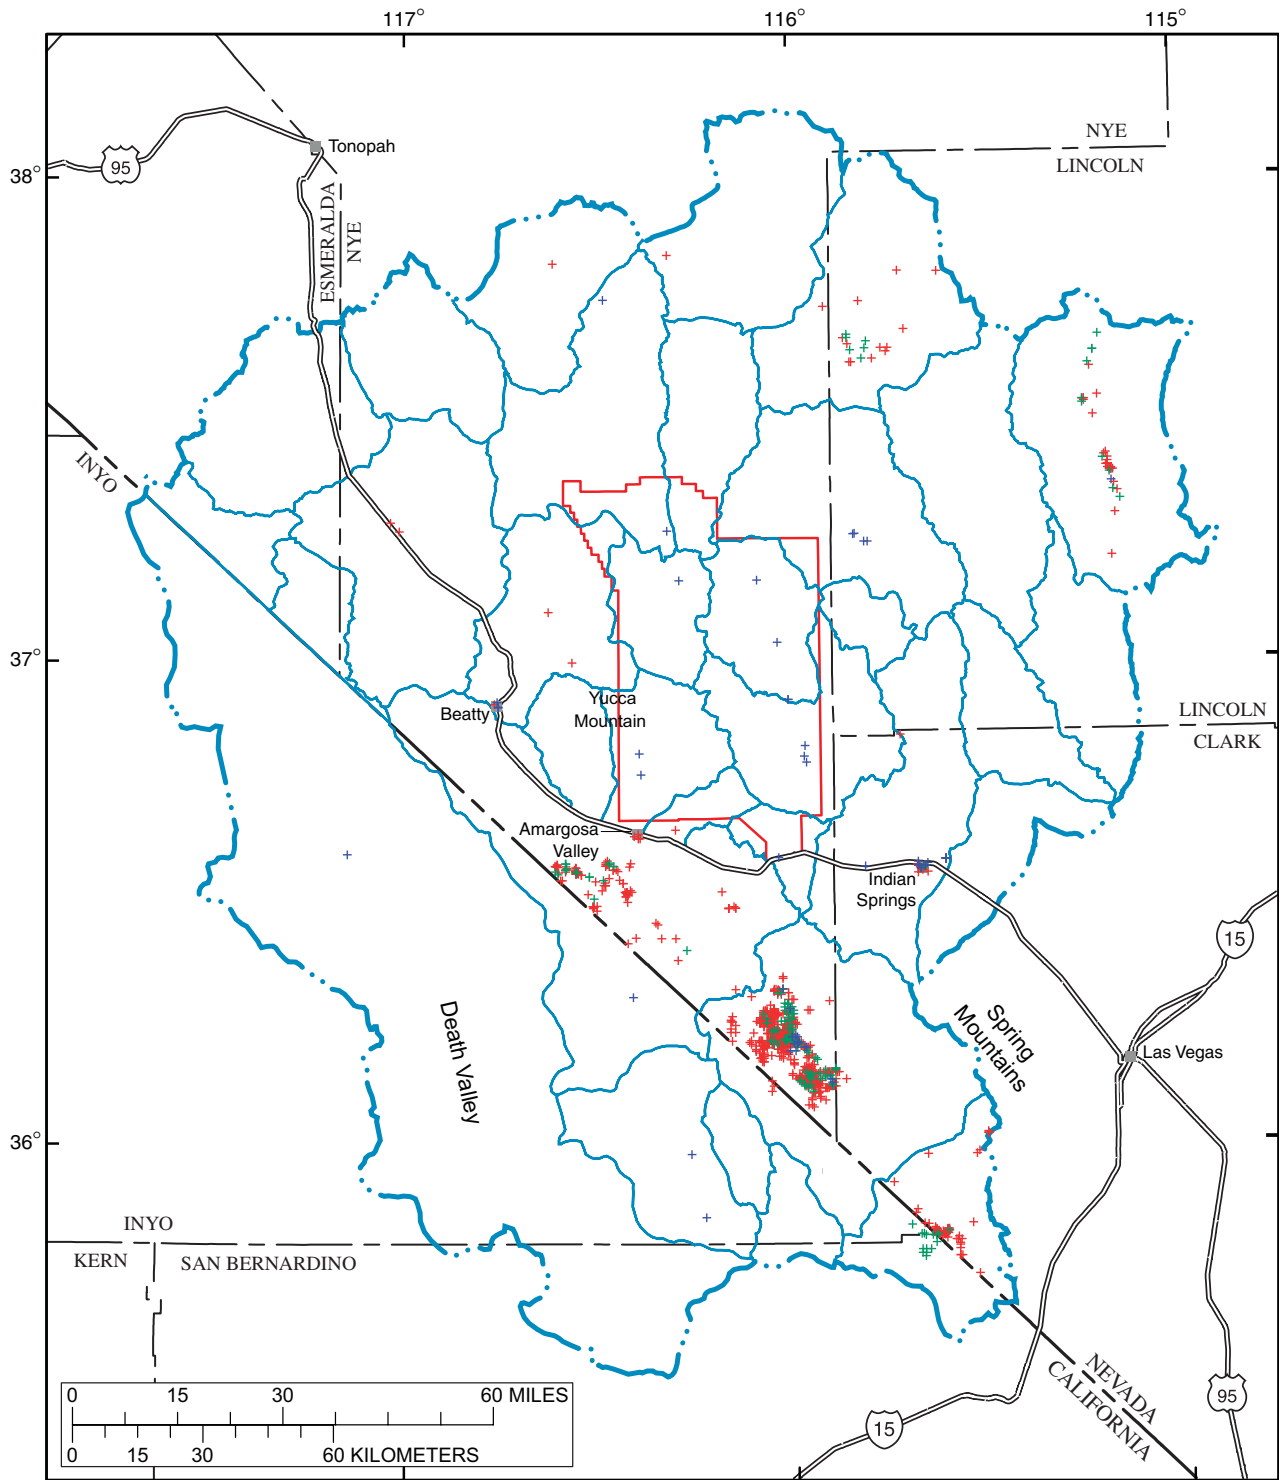 117°
116°
115°
NYE
LINCOLN
Tonopah
95
38°
ESMERALDA
NYE
INYO
37°
Yucca
Mountain
Beatty
LINCOLN
CLARK
Amargosa
Valley
Indian
Springs
15
Death Valley
Spring
Mountains
Las Vegas
36°
INYO
KERN
SAN BERNARDINO
NEVADA
CALIFORNIA
95
15
0 15 30 60 MILES
0 15 30 60 KILOMETERS